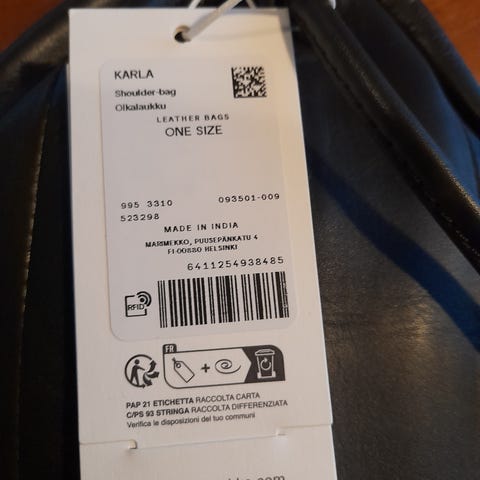 KARLA
Shoulder-bag
Olkalaukku
LEATHER BAGS
ONE SIZE
995 3310 093501-009
523298
MADE IN INDIA
MARIMEKKO, PUUSEPÄNKATU 4
FI-00880 HELSINKI
6411254938485
RFID
FR
+
PAP 21 ETICHETTA RACCOLTA CARTA
C/PS 93 STRINGA RACCOLTA DIFFERENZIATA
Verifica le disposizioni del tuo comuni